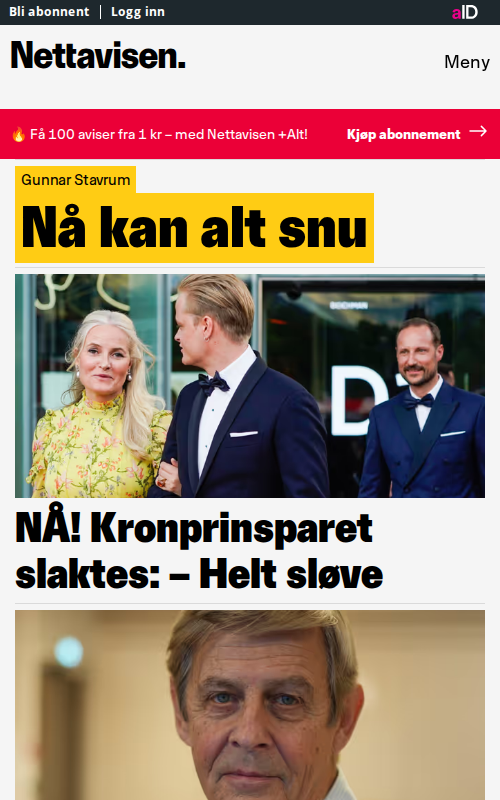 Bli abonnent | Logg inn
aID
Nettavisen.
Meny
🔥 Få 100 aviser fra 1 kr – med Nettavisen +Alt!
Kjøp abonnement →
Gunnar Stavrum
Nå kan alt snu
NÅ! Kronprinsparet
slaktes: – Helt sløve